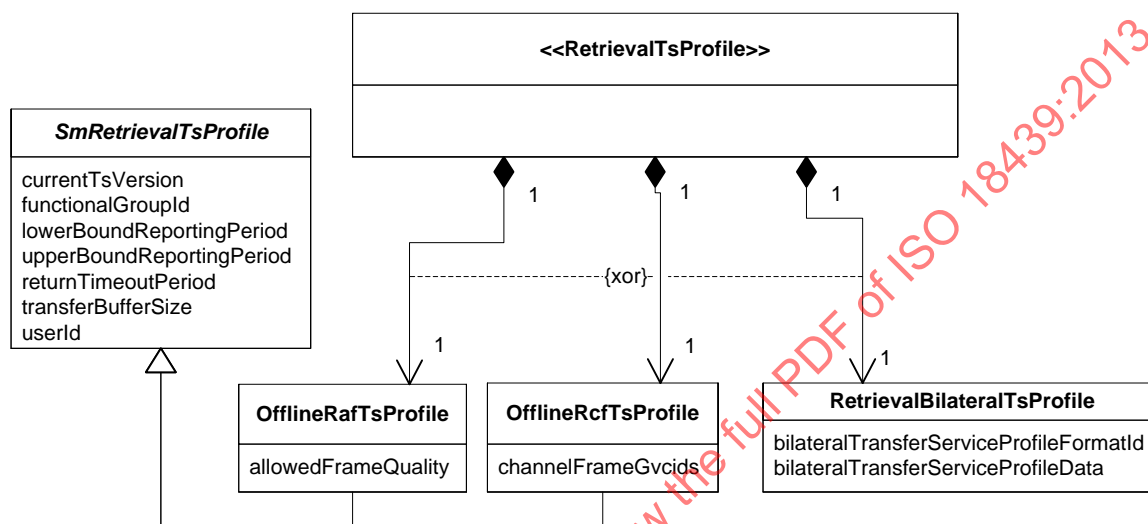 <<RetrievalTsProfile>>
SmRetrievalTsProfile
currentTsVersion
functionalGroupId
lowerBoundReportingPeriod
upperBoundReportingPeriod
returnTimeoutPeriod
transferBufferSize
userId
1
1
1
{xor}
1
1
1
OfflineRafTsProfile
allowedFrameQuality
OfflineRcfTsProfile
channelFrameGvcids
RetrievalBilateralTsProfile
bilateralTransferServiceProfileFormatId
bilateralTransferServiceProfileData
w the full PDF of ISO 18439:2013